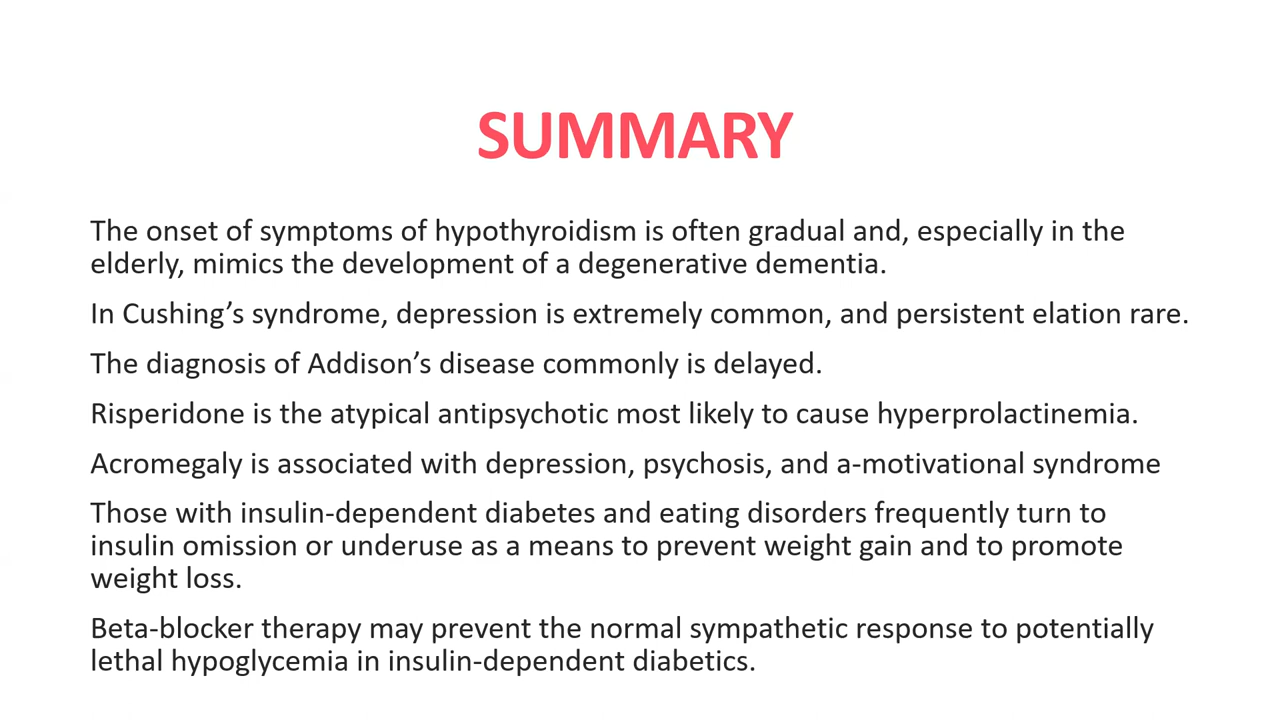 SUMMARY
The onset of symptoms of hypothyroidism is often gradual and, especially in the
elderly, mimics the development of a degenerative dementia.
In Cushing’s syndrome, depression is extremely common, and persistent elation rare.
The diagnosis of Addison’s disease commonly is delayed.
Risperidone is the atypical antipsychotic most likely to cause hyperprolactinemia.
Acromegaly is associated with depression, psychosis, and a-motivational syndrome
Those with insulin-dependent diabetes and eating disorders frequently turn to
insulin omission or underuse as a means to prevent weight gain and to promote
weight loss.
Beta-blocker therapy may prevent the normal sympathetic response to potentially
lethal hypoglycemia in insulin-dependent diabetics.